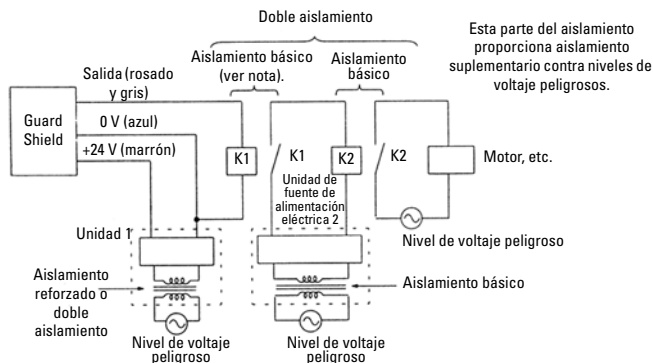 Doble aislamiento
Aislamiento básico
(ver nota).
Aislamiento
básico
Esta parte del aislamiento
proporciona aislamiento
suplementario contra niveles de
voltaje peligrosos.
Salida (rosado
y gris)
Guard
Shield
0 V (azul)
+24 V (marrón)
K1
K1
K2
K2
Motor, etc.
Unidad de
fuente de
alimentación
eléctrica 2
Unidad 1
Nivel de voltaje peligroso
Aislamiento
reforzado o
doble
aislamiento
Aislamiento básico
Nivel de voltaje
peligroso
Nivel de voltaje
peligroso